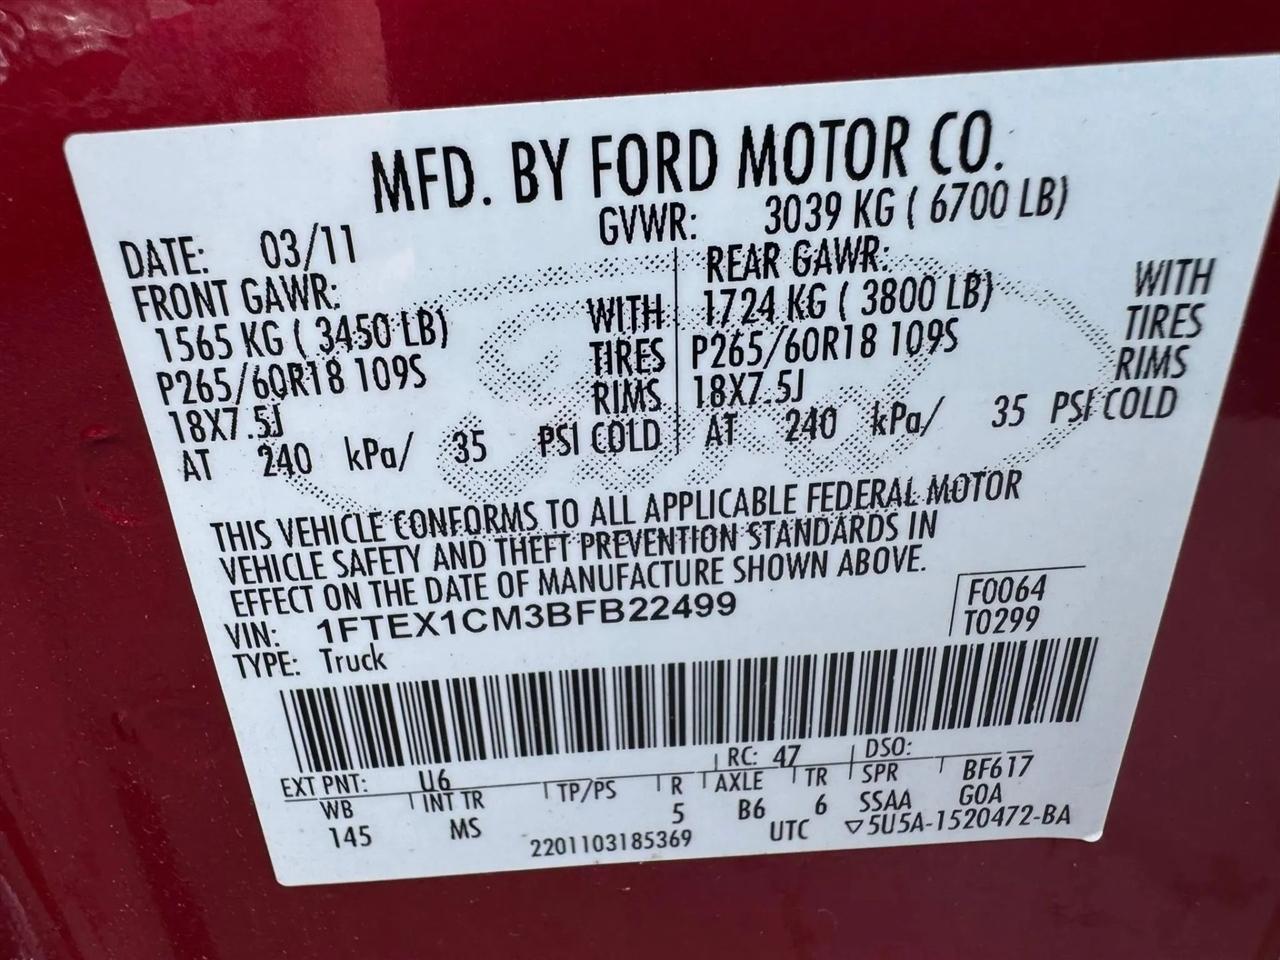 MFD. BY FORD MOTOR CO.
DATE: 03/11 GVWR: 3039 KG ( 6700 LB)
FRONT GAWR: REAR GAWR:
1565 KG ( 3450 LB) WITH 1724 KG ( 3800 LB) WITH
P265/60R18 109S TIRES P265/60R18 109S TIRES
18X7.5J RIMS 18X7.5J RIMS
AT 240 kPa/ 35 PSI COLD AT 240 kPa/ 35 PSI COLD
THIS VEHICLE CONFORMS TO ALL APPLICABLE FEDERAL MOTOR
VEHICLE SAFETY AND THEFT PREVENTION STANDARDS IN
EFFECT ON THE DATE OF MANUFACTURE SHOWN ABOVE.
VIN: 1FTEX1CM3BFB22499 F0064
TYPE: Truck T0299
EXT PNT: U6 RC: 47 DSO:
WB INT TR TP/PS R AXLE TR SPR BF617
145 MS 5 B6 6 SSAA GOA
2201103185369 UTC ▽5U5A-1520472-BA